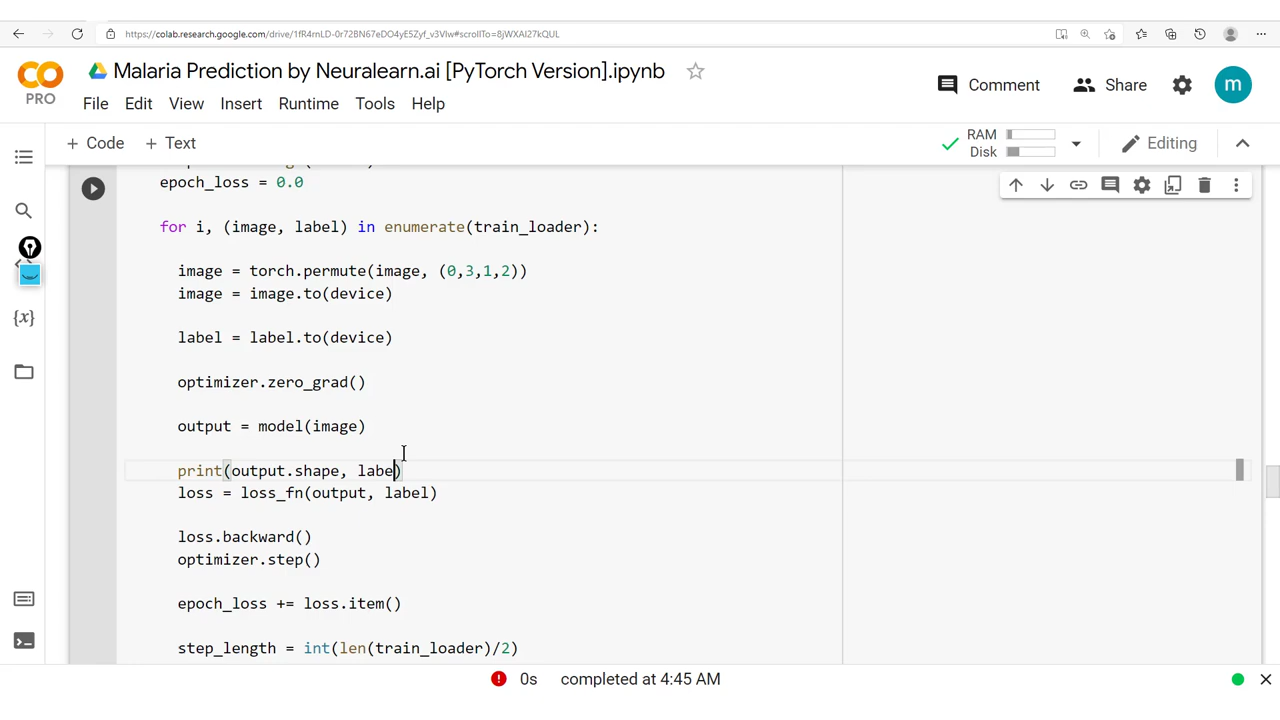 https://colab.research.google.com/drive/1fR4rnLD-0r72BN67eDO4yE5Zyf_v3Vlw#scrollTo=8jWXAI27kQUL
CO
PRO
Malaria Prediction by Neuralearn.ai [PyTorch Version].ipynb
Comment
Share
m
File Edit View Insert Runtime Tools Help
+ Code + Text
RAM
Disk
Editing
epoch_loss = 0.0
for i, (image, label) in enumerate(train_loader):
image = torch.permute(image, (0,3,1,2))
image = image.to(device)
label = label.to(device)
optimizer.zero_grad()
output = model(image)
print(output.shape, labe)
loss = loss_fn(output, label)
loss.backward()
optimizer.step()
epoch_loss += loss.item()
step_length = int(len(train_loader)/2)
{x}
0s completed at 4:45 AM